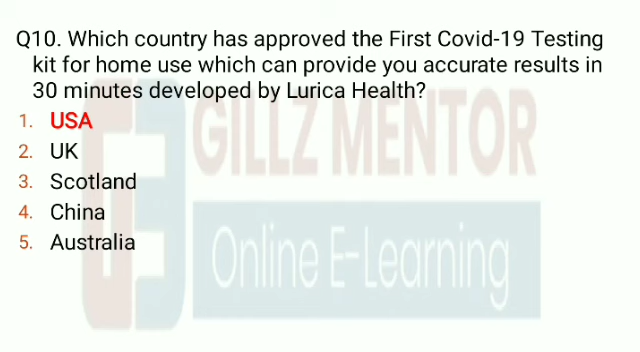 Q10. Which country has approved the First Covid-19 Testing
kit for home use which can provide you accurate results in
30 minutes developed by Lurica Health?
1. USA
2. UK
3. Scotland
4. China
5. Australia
GILLZ MENTOR
Online E-Learning